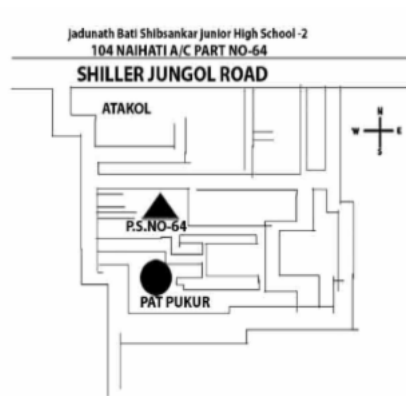 Jadunath Bati Shibsankar Junior High School -2
104 NAIHATI A/C PART NO-64
SHILLER JUNGOL ROAD
ATAKOL
N
W E
S
P.S.NO-64
PAT PUKUR